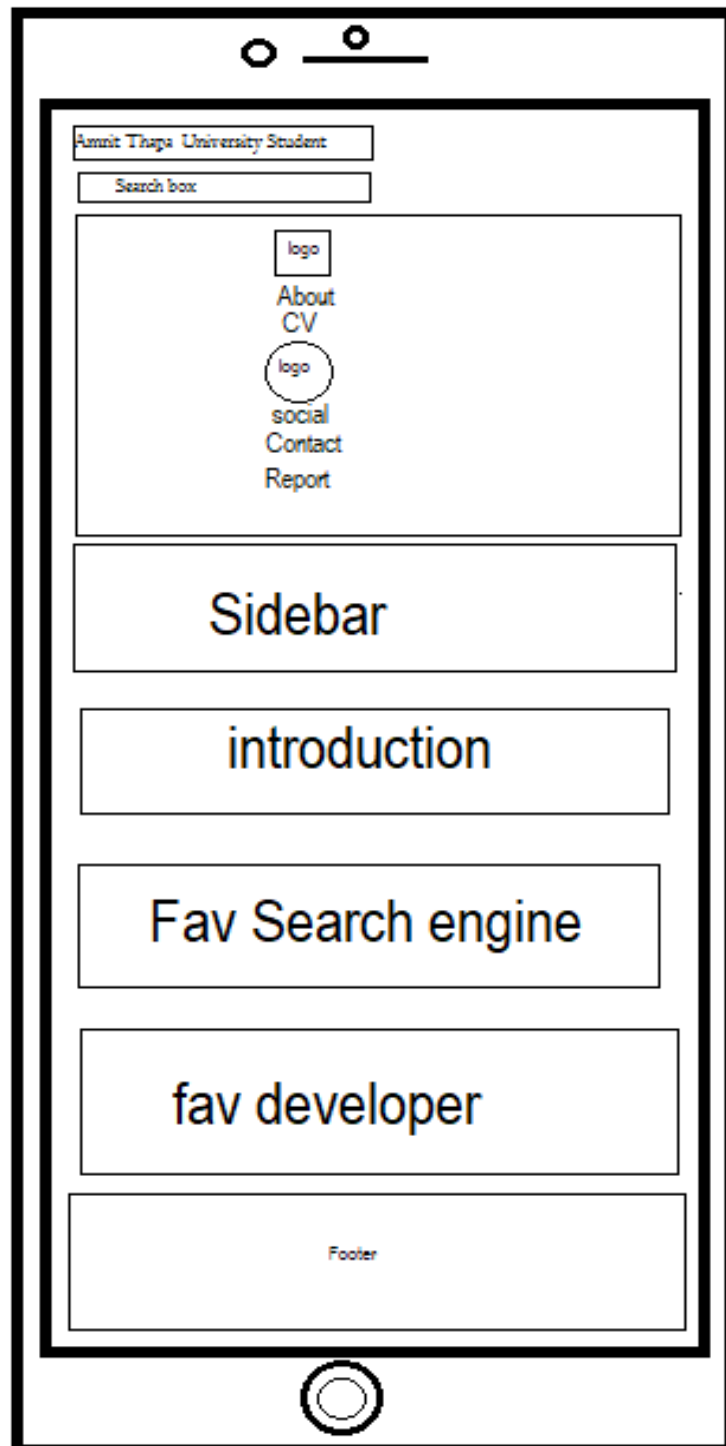 Amrit Thapa University Student
Search box
logo
About
CV
logo
social
Contact
Report
Sidebar
introduction
Fav Search engine
fav developer
Footer